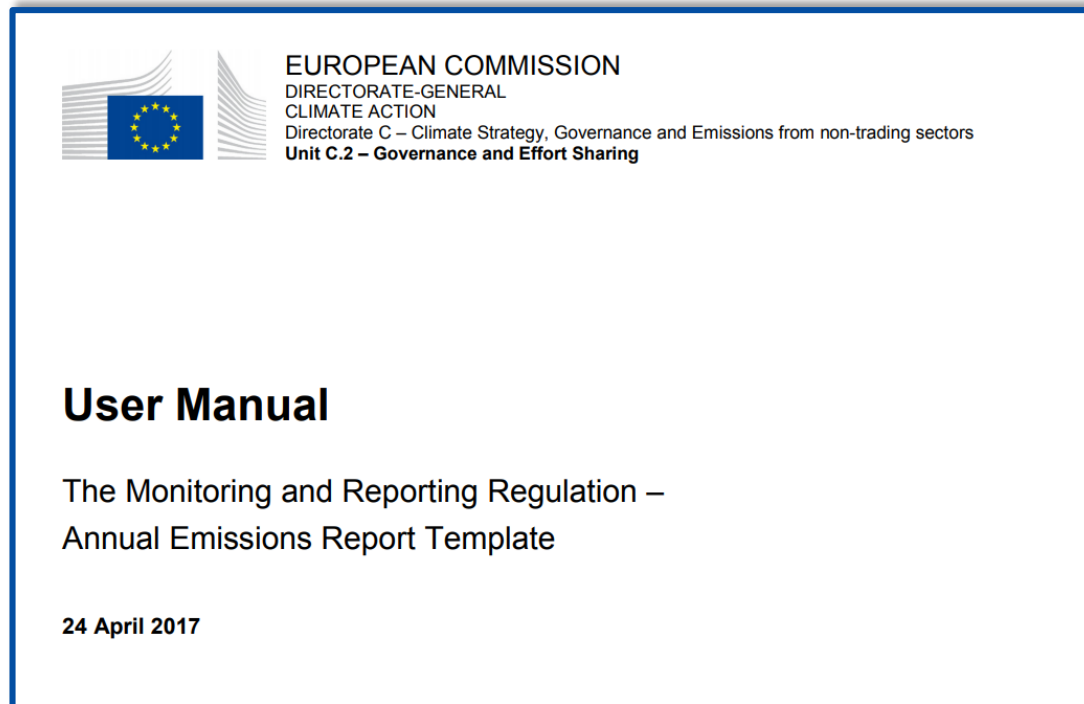 EUROPEAN COMMISSION
DIRECTORATE-GENERAL
CLIMATE ACTION
Directorate C – Climate Strategy, Governance and Emissions from non-trading sectors
Unit C.2 – Governance and Effort Sharing
User Manual
The Monitoring and Reporting Regulation –
Annual Emissions Report Template
24 April 2017